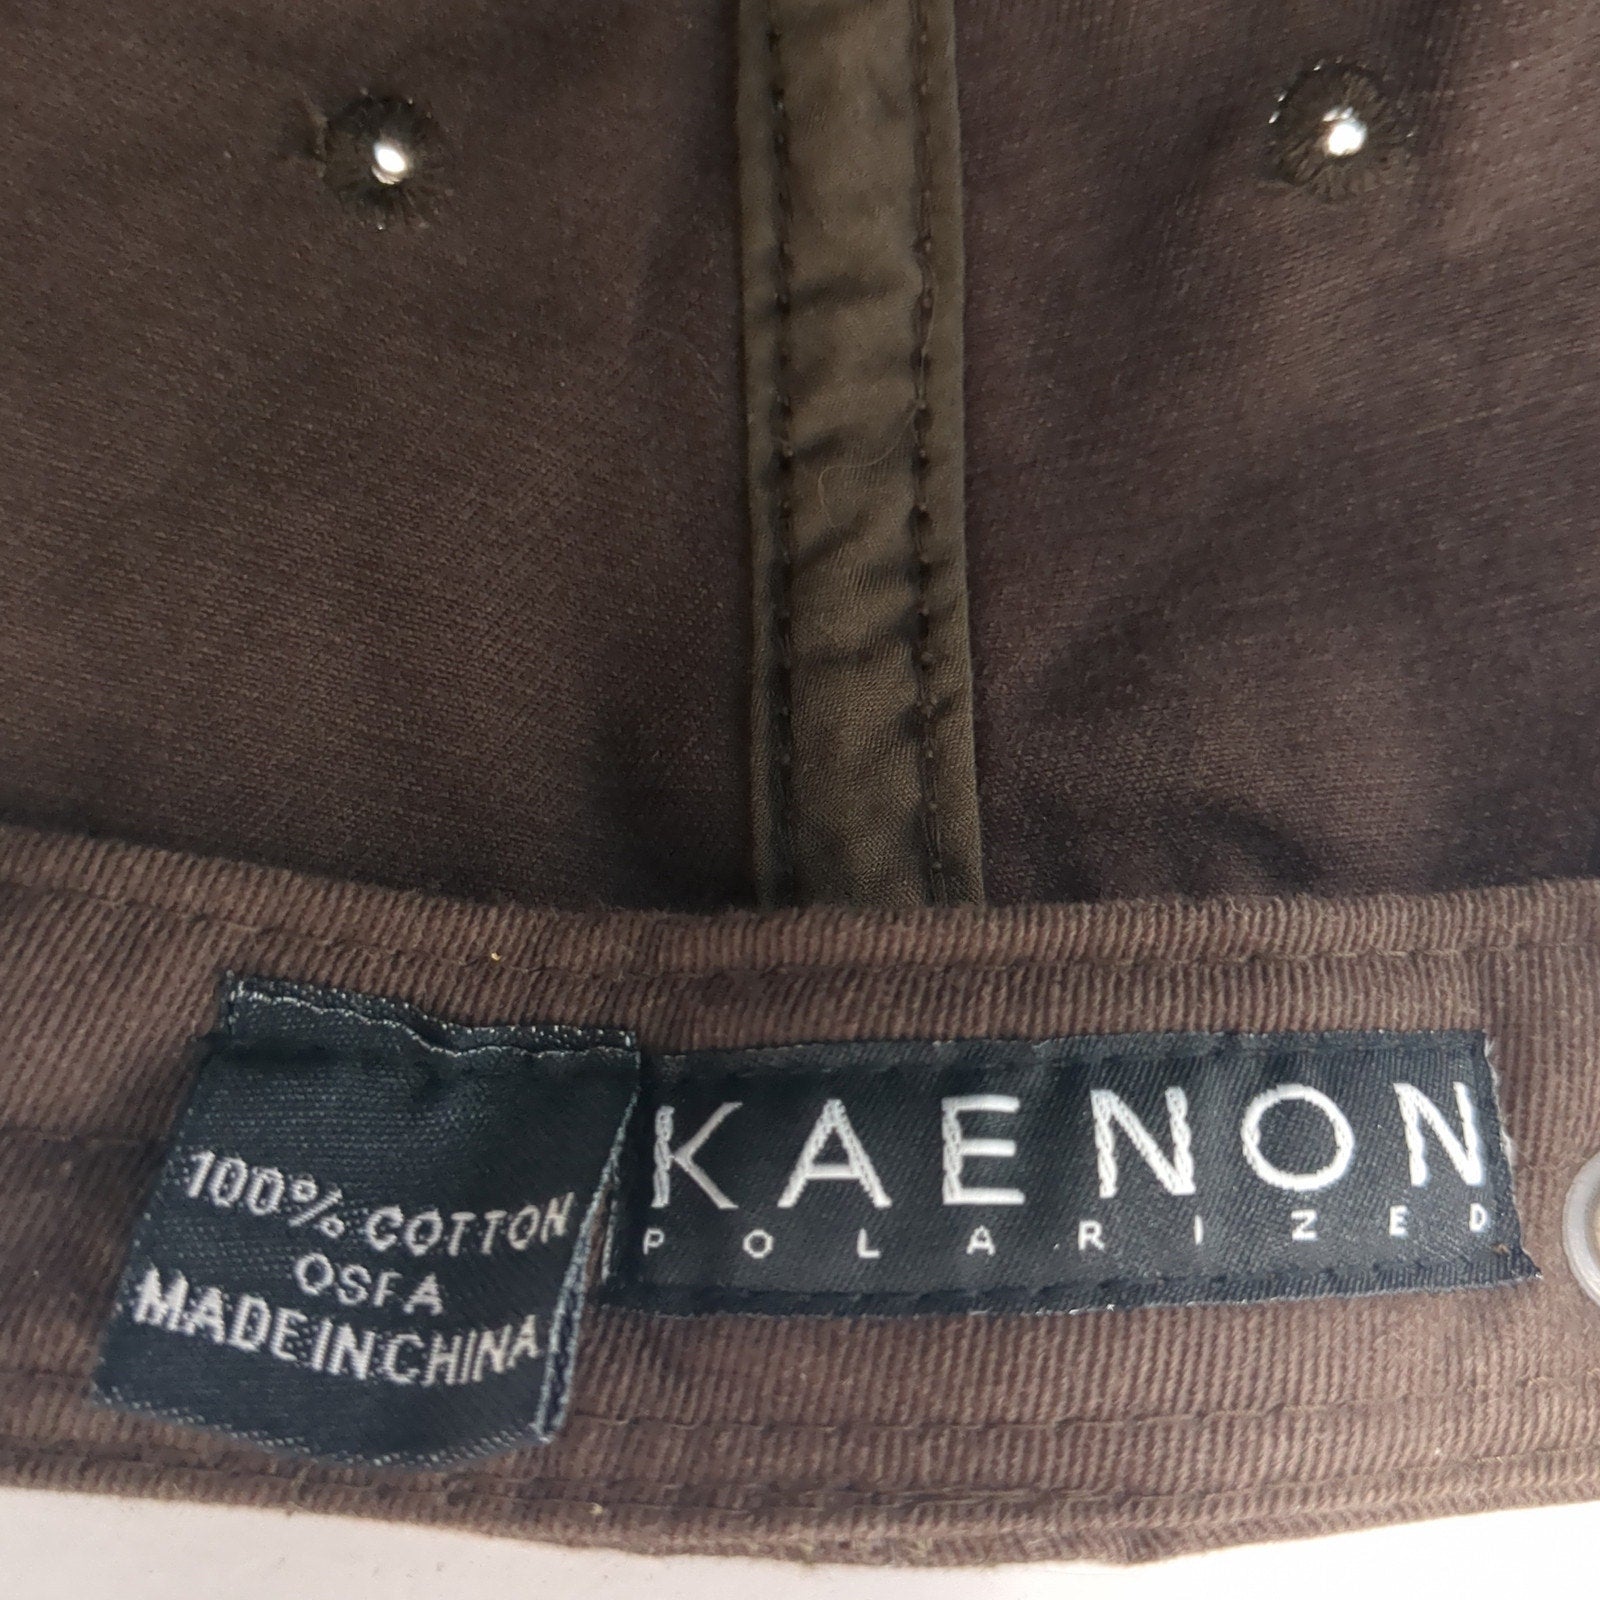 100% COTTON
OSFA
MADE IN CHINA
KAENON
POLARIZED